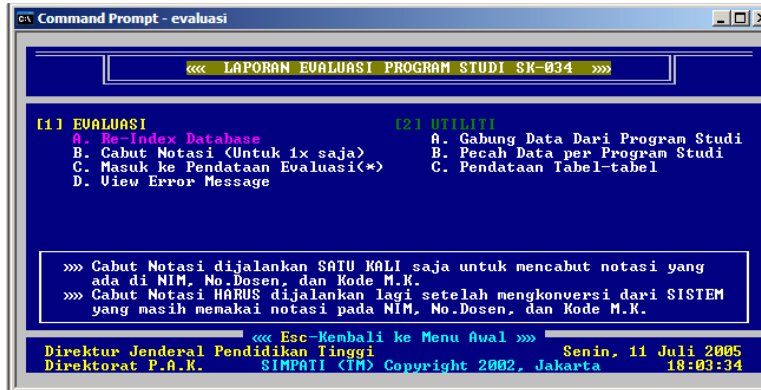 Command Prompt - evaluasi
««« LAPORAN EVALUASI PROGRAM STUDI SK-034 »»»
[1] EVALUASI
A. Re-Index Database
B. Cabut Notasi (Untuk 1x saja)
C. Masuk ke Pendataan Evaluasi(*)
D. View Error Message
[2] UTILITI
A. Gabung Data Dari Program Studi
B. Pecah Data per Program Studi
C. Pendataan Tabel-tabel
»»» Cabut Notasi dijalankan SATU KALI saja untuk mencabut notasi yang
ada di NIM, No.Dosen, dan Kode M.K.
»»» Cabut Notasi HARUS dijalankan lagi setelah mengkonversi dari SISTEM
yang masih memakai notasi pada NIM, No.Dosen, dan Kode M.K.
««« Esc-Kembali ke Menu Awal »»»
Direktur Jenderal Pendidikan Tinggi Senin, 11 Juli 2005
Direktorat P.A.K. SIMPATI (TM) Copyright 2002, Jakarta 18:03:34